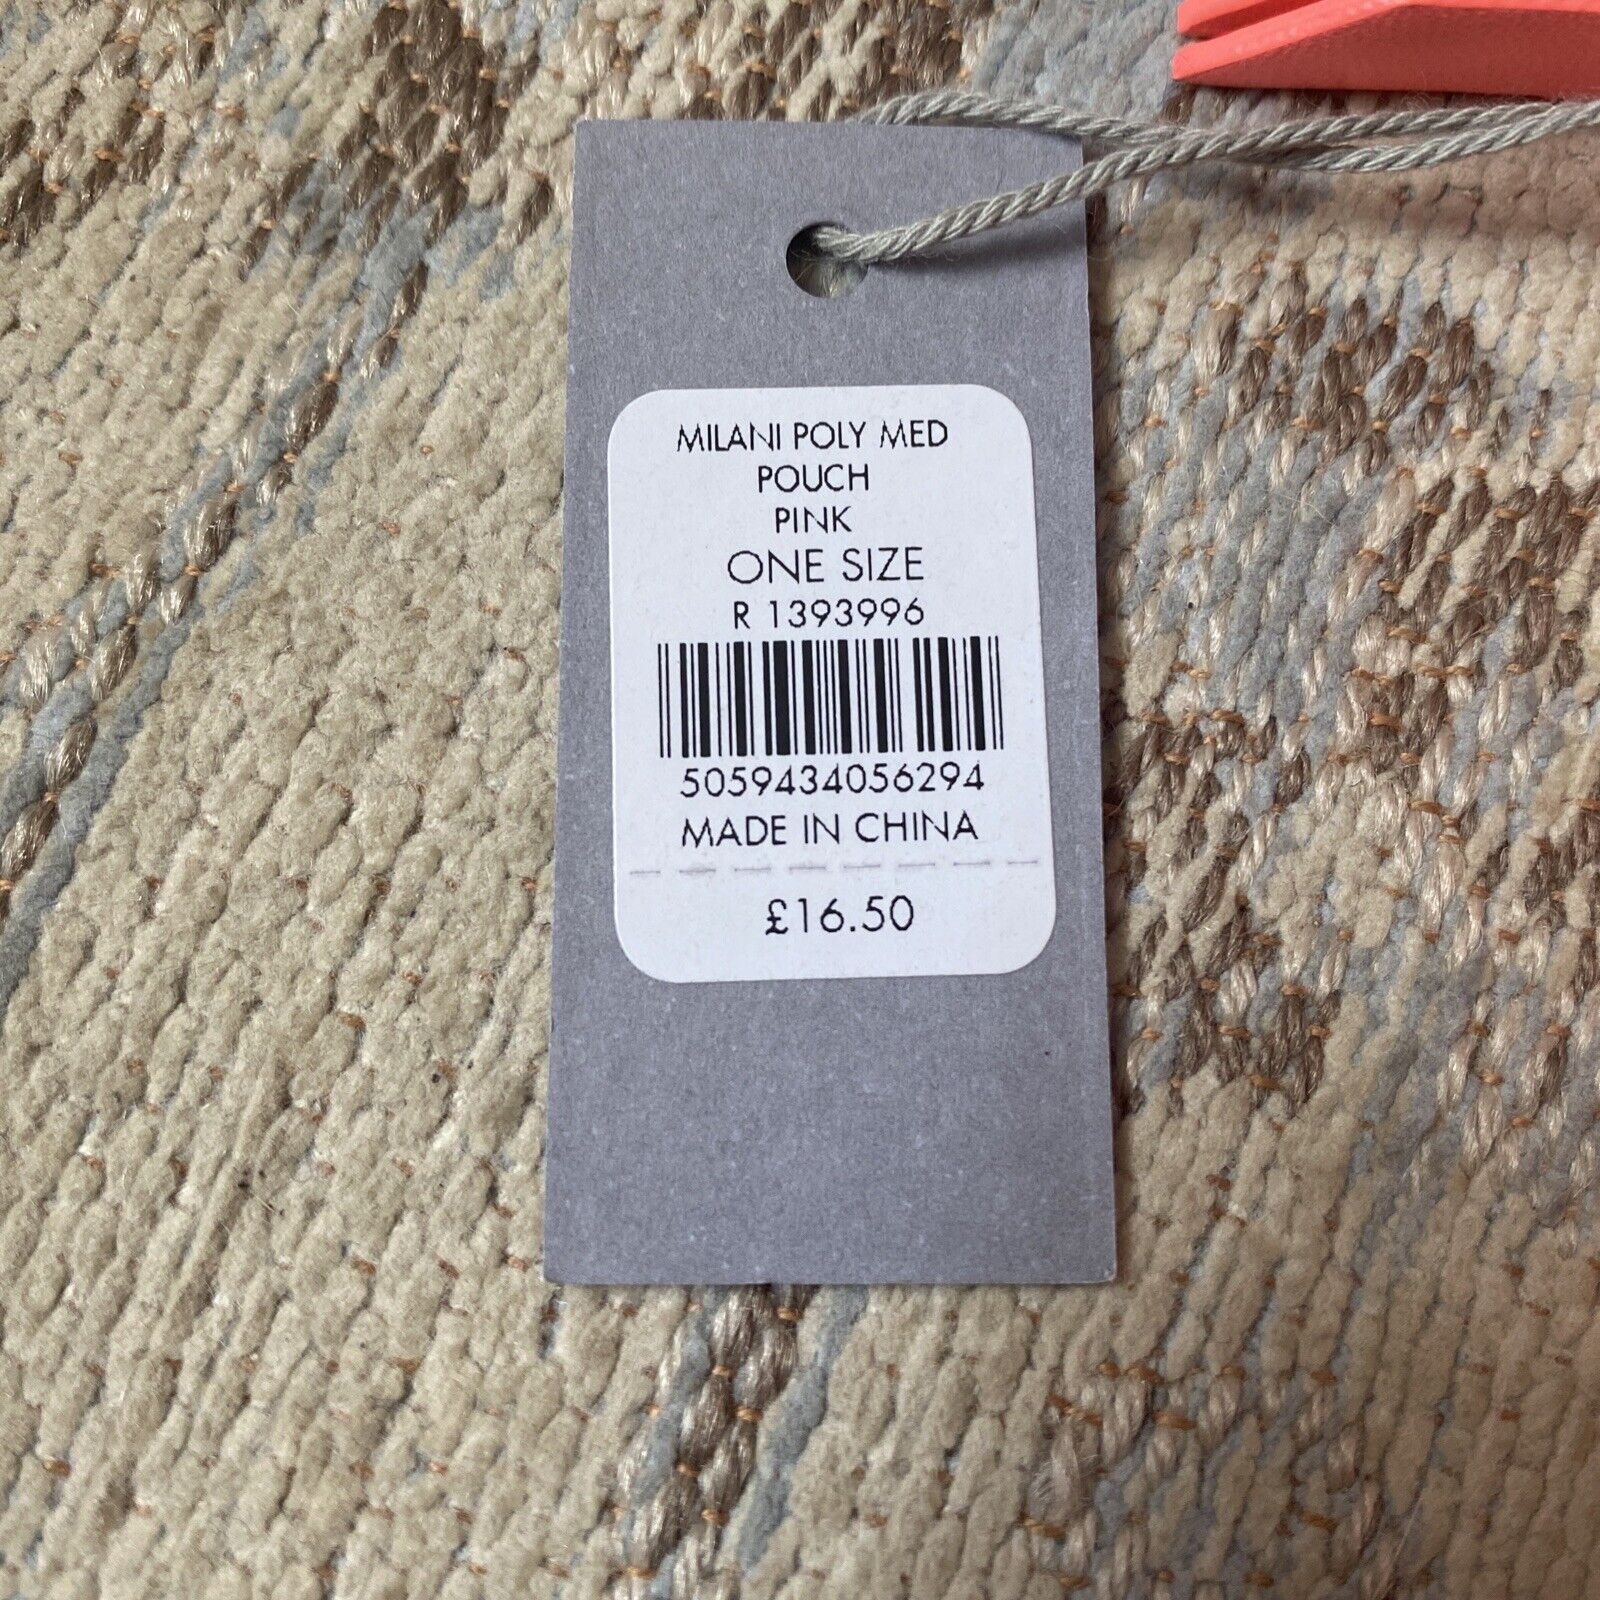 MILANI POLY MED
POUCH
PINK
ONE SIZE
R 1393996
5059434056294
MADE IN CHINA
£16.50